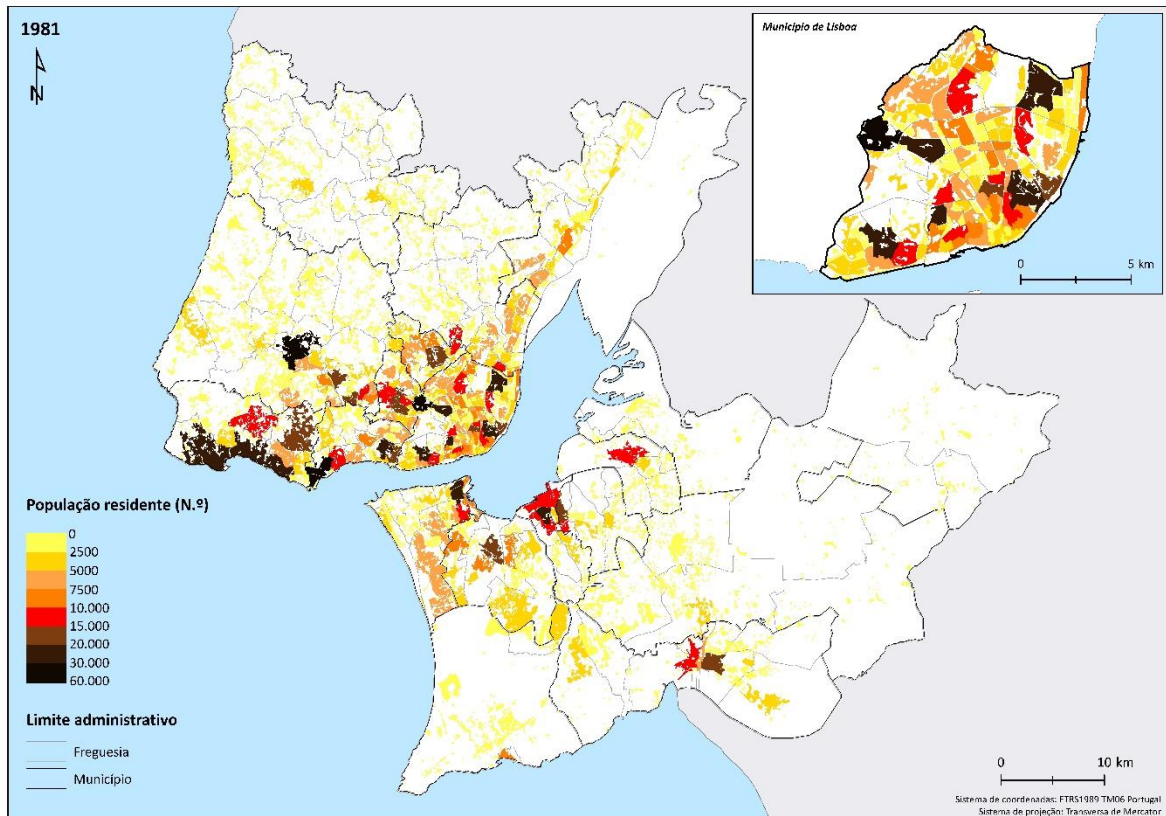 1981
N
Município de Lisboa
0 5 km
População residente (N.º)
0
2500
5000
7500
10.000
15.000
20.000
30.000
60.000
Limite administrativo
Freguesia
Município
0 10 km
Sistema de coordenadas: ETRS1989 TM06 Portugal
Sistema de projeção: Transversa de Mercator